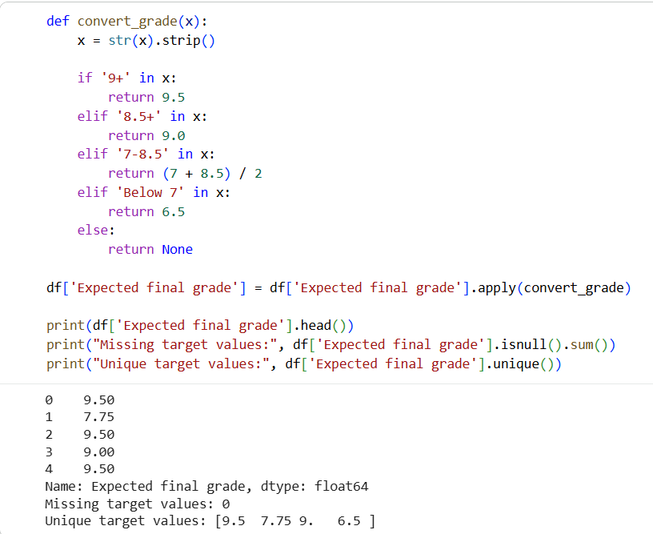 def convert_grade(x):
    x = str(x).strip()

    if '9+' in x:
        return 9.5
    elif '8.5+' in x:
        return 9.0
    elif '7-8.5' in x:
        return (7 + 8.5) / 2
    elif 'Below 7' in x:
        return 6.5
    else:
        return None

df['Expected final grade'] = df['Expected final grade'].apply(convert_grade)

print(df['Expected final grade'].head())
print("Missing target values:", df['Expected final grade'].isnull().sum())
print("Unique target values:", df['Expected final grade'].unique())

0    9.50
1    7.75
2    9.50
3    9.00
4    9.50
Name: Expected final grade, dtype: float64
Missing target values: 0
Unique target values: [9.5  7.75 9.   6.5 ]